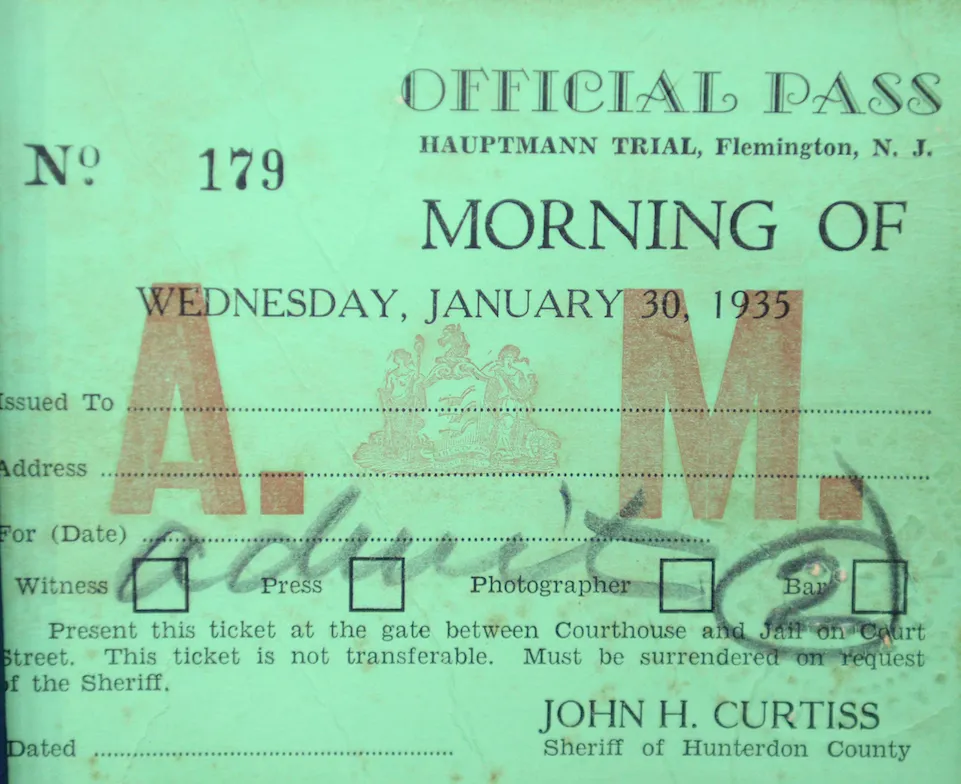 OFFICIAL PASS
HAUPTMANN TRIAL, Flemington, N. J.
Nº 179
MORNING OF
WEDNESDAY, JANUARY 30, 1935
A. M.
Issued To
Address
For (Date)
admit 2
Witness Press Photographer Bar
Present this ticket at the gate between Courthouse and Jail on Court
Street. This ticket is not transferable. Must be surrendered on request
of the Sheriff.
JOHN H. CURTISS
Sheriff of Hunterdon County
Dated